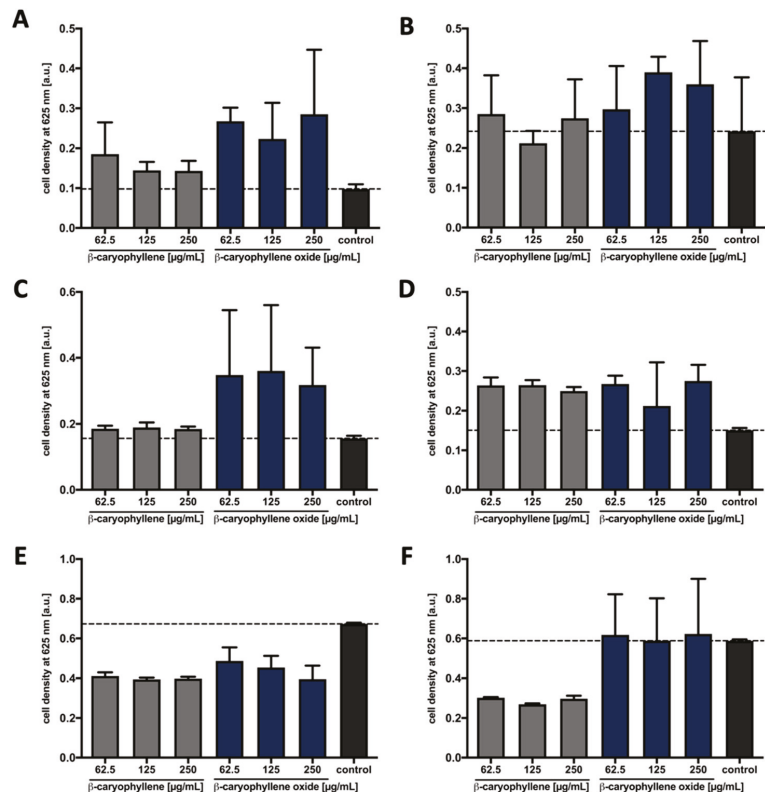 A
cell density at 625 nm [a.u.]
0.5
0.4
0.3
0.2
0.1
0.0
62.5 125 250 62.5 125 250 control
β-caryophyllene [µg/mL] β-caryophyllene oxide [µg/mL]
B
cell density at 625 nm [a.u.]
0.5
0.4
0.3
0.2
0.1
0.0
62.5 125 250 62.5 125 250 control
β-caryophyllene [µg/mL] β-caryophyllene oxide [µg/mL]
C
cell density at 625 nm [a.u.]
0.6
0.4
0.2
0.0
62.5 125 250 62.5 125 250 control
β-caryophyllene [µg/mL] β-caryophyllene oxide [µg/mL]
D
cell density at 625 nm [a.u.]
0.5
0.4
0.3
0.2
0.1
0.0
62.5 125 250 62.5 125 250 control
β-caryophyllene [µg/mL] β-caryophyllene oxide [µg/mL]
E
cell density at 625 nm [a.u.]
1.0
0.8
0.6
0.4
0.2
0.0
62.5 125 250 62.5 125 250 control
β-caryophyllene [µg/mL] β-caryophyllene oxide [µg/mL]
F
cell density at 625 nm [a.u.]
1.0
0.8
0.6
0.4
0.2
0.0
62.5 125 250 62.5 125 250 control
β-caryophyllene [µg/mL] β-caryophyllene oxide [µg/mL]